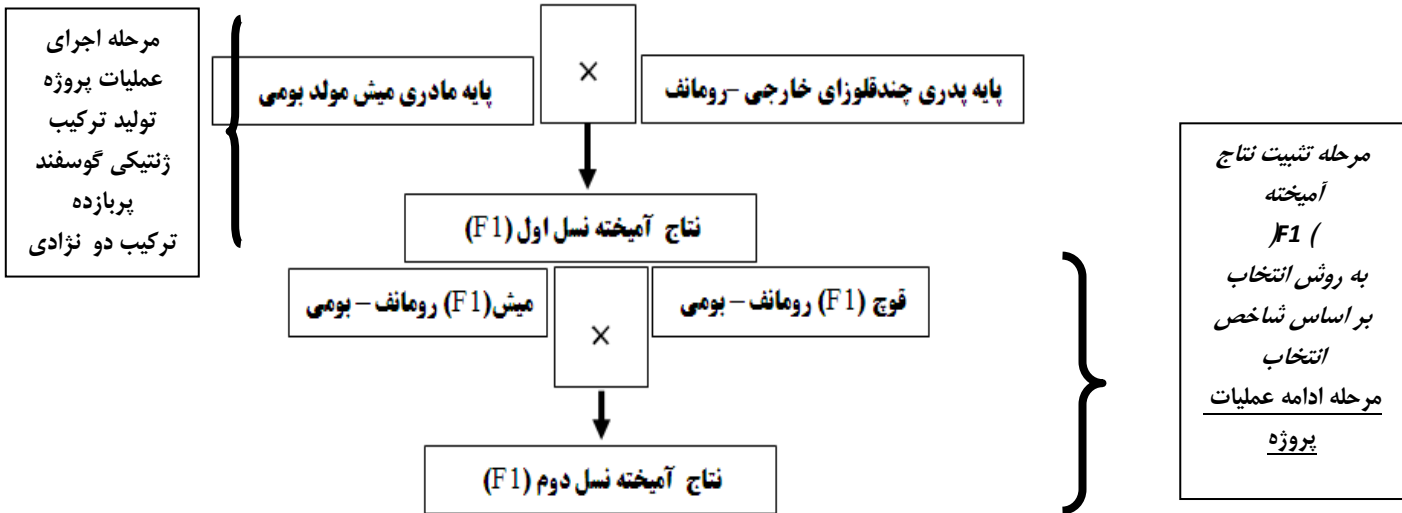 مرحله اجرای
عملیات پروژه
تولید ترکیب
ژنتیکی گوسفند
پربازده
ترکیب دو نژادی
پایه پدری چندقلوزای خارجی –رومانف
×
پایه مادری میش مولد بومی
نتاج آمیخته نسل اول (F1)
قوچ (F1) رومانف – بومی
×
میش(F1) رومانف – بومی
نتاج آمیخته نسل دوم (F1)
مرحله تثبیت نتاج
آمیخته
)F1 (
به روش انتخاب
بر اساس شاخص
انتخاب
مرحله ادامه عملیات
پروژه